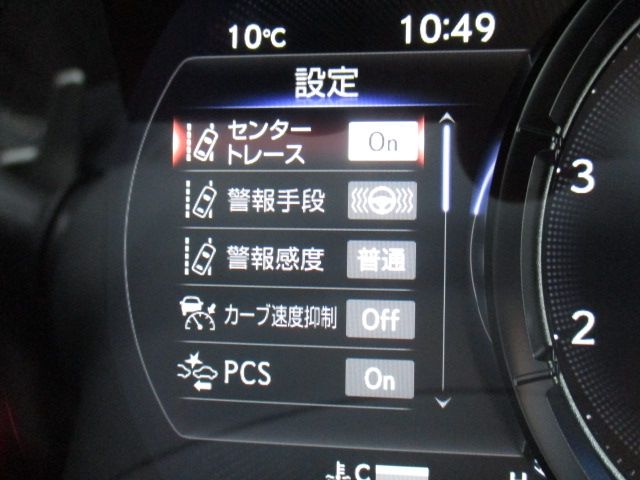 10℃ 10:49
設定
センター
トレース On
警報手段
警報感度 普通
カーブ速度抑制 Off
PCS On
3
2
C H